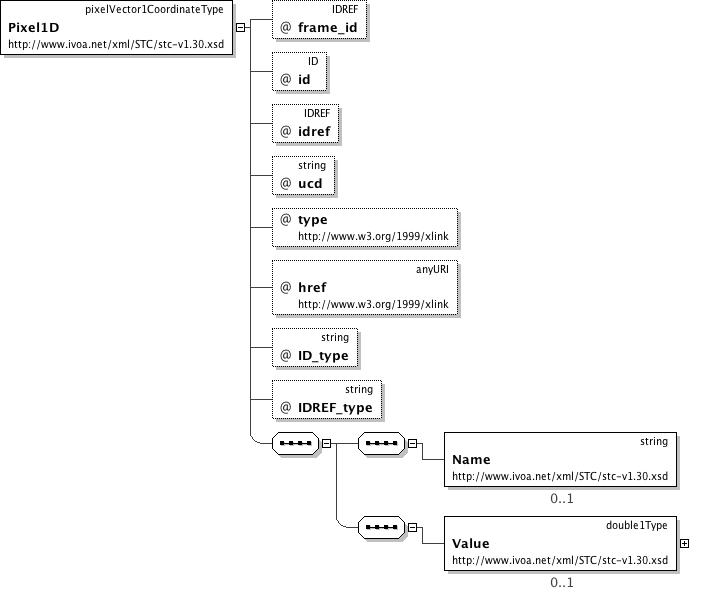 pixelVector1CoordinateType
Pixel1D
http://www.ivoa.net/xml/STC/stc-v1.30.xsd
IDREF
@ frame_id
ID
@ id
IDREF
@ idref
string
@ ucd
@ type
http://www.w3.org/1999/xlink
anyURI
@ href
http://www.w3.org/1999/xlink
string
@ ID_type
string
@ IDREF_type
string
Name
http://www.ivoa.net/xml/STC/stc-v1.30.xsd
0..1
double1Type
Value
http://www.ivoa.net/xml/STC/stc-v1.30.xsd
0..1